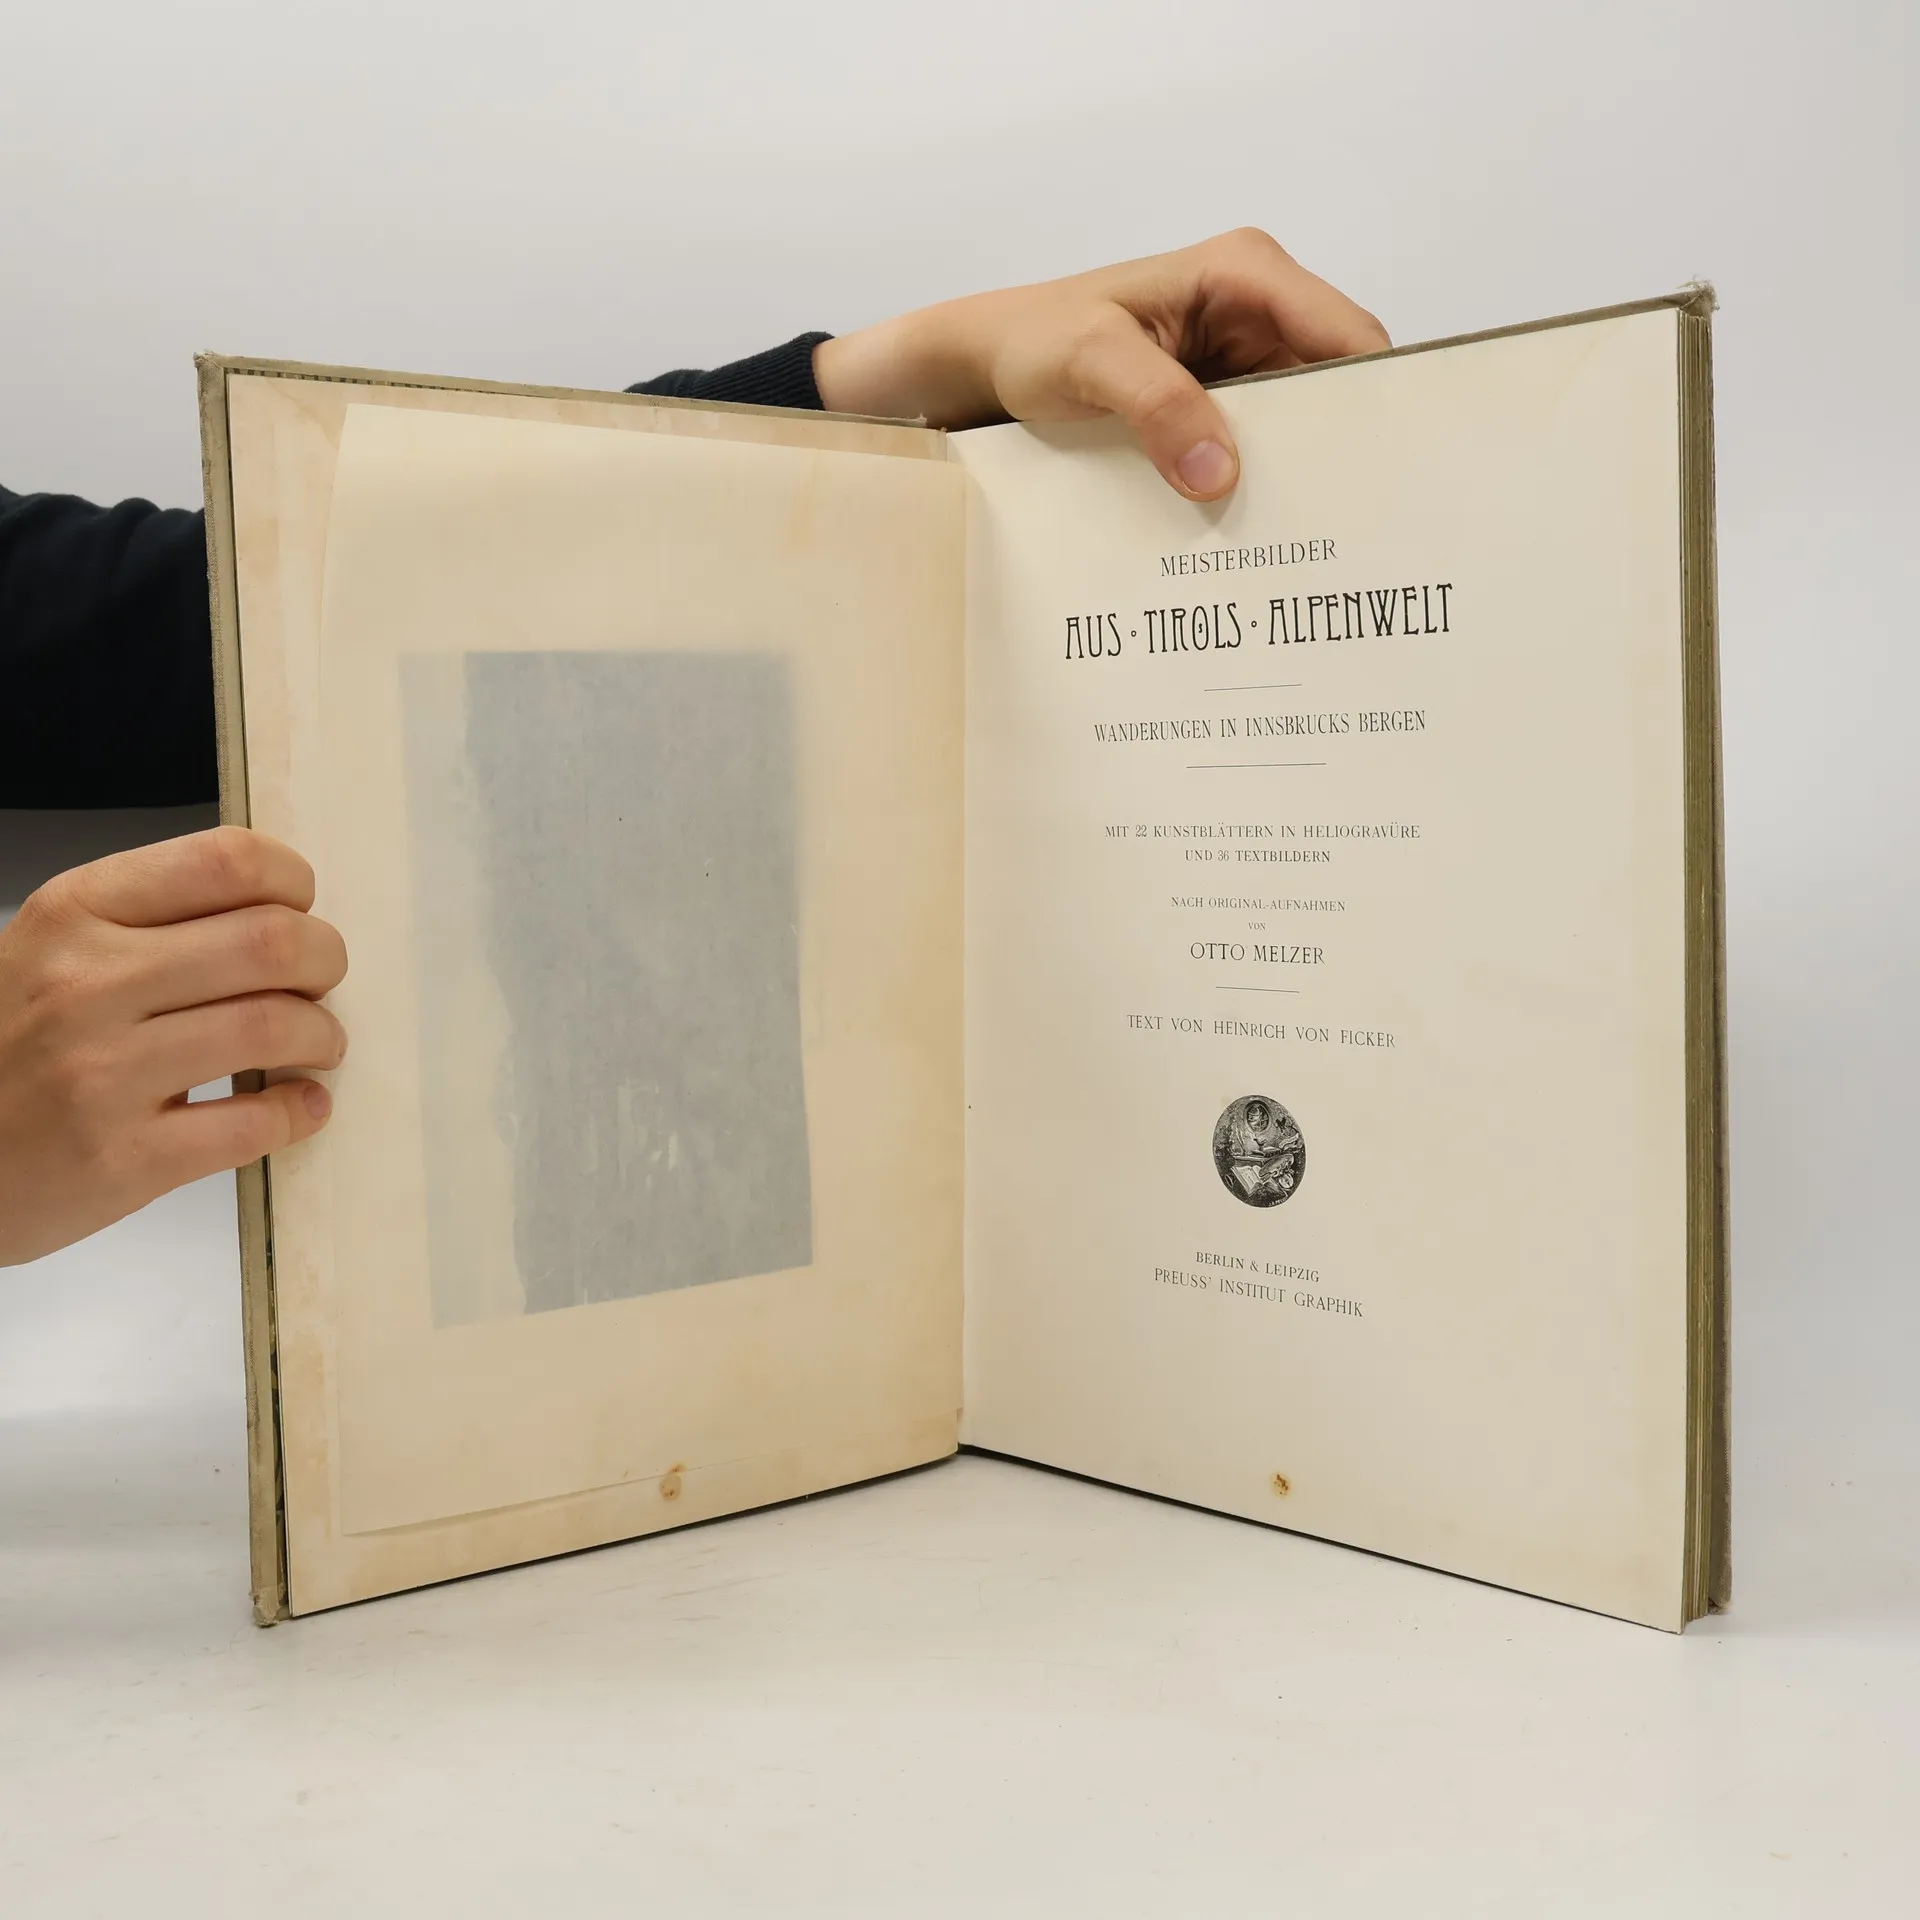 MEISTERBILDER
AUS • TIROLS • ALPENWELT
WANDERUNGEN IN INNSBRUCKS BERGEN
MIT 22 KUNSTBLÄTTERN IN HELIOGRAVÜRE
UND 36 TEXTBILDERN
NACH ORIGINAL-AUFNAHMEN
VON
OTTO MELZER
TEXT VON HEINRICH VON FICKER
BERLIN & LEIPZIG
PREUSS' INSTITUT GRAPHIK